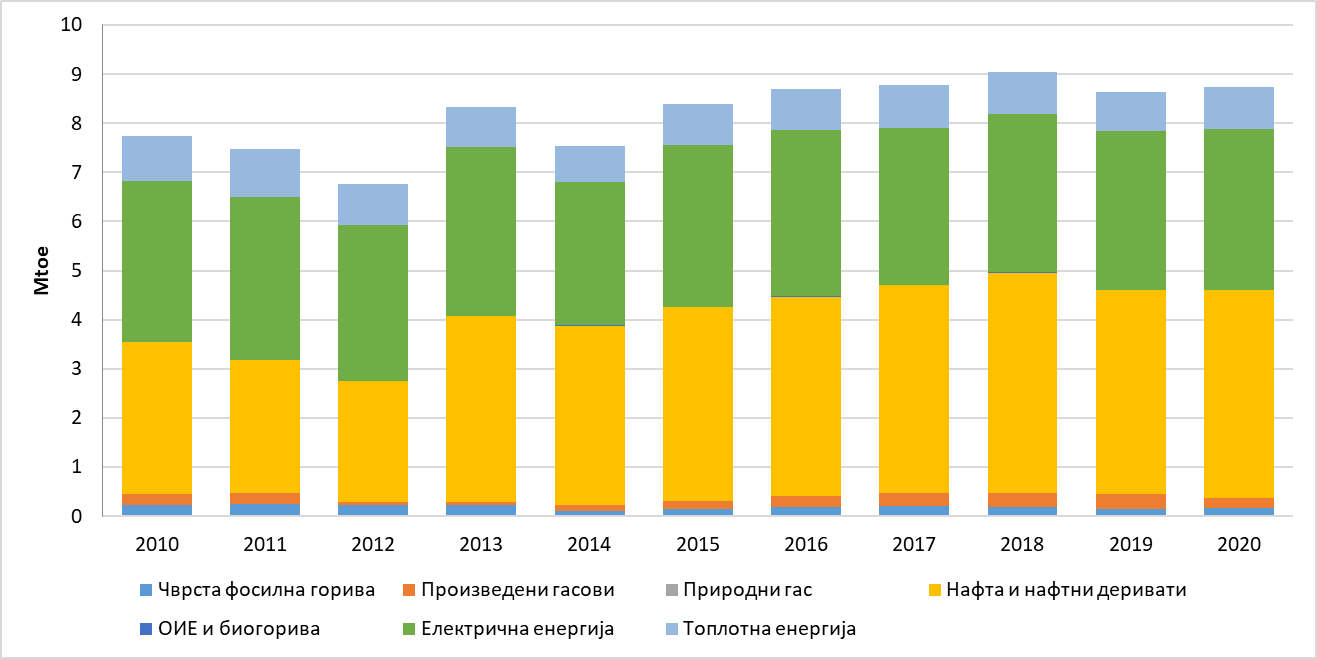 10
9
8
7
6
5
4
3
2
1
0
Mtoe
2010 2011 2012 2013 2014 2015 2016 2017 2018 2019 2020
Чврста фосилна горива Произведени гасови Природни гас Нафта и нафтни деривати
ОИЕ и биогорива Електрична енергија Топлотна енергија